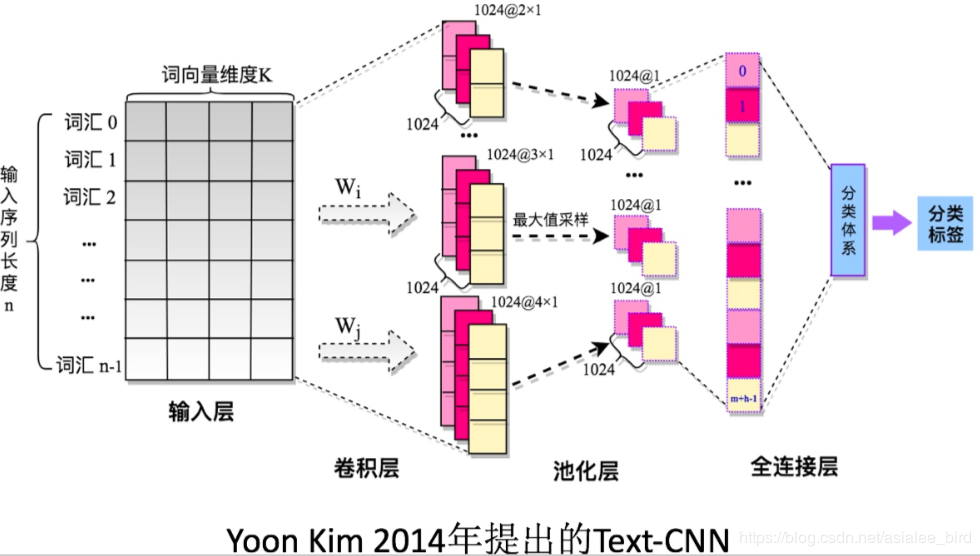 1024@2×1
词向量维度K
1024@1
0
词汇 0
1
1024
...
1024
词汇 1
1024@3×1
...
...
输入序列长度n
词汇 2
Wi
1024@1
分类体系
分类标签
最大值采样
...
...
1024
1024@1
1024@4×1
...
Wj
词汇 n-1
1024
m+h-1
输入层
卷积层
池化层
全连接层
Yoon Kim 2014年提出的Text-CNN
https://blog.csdn.net/asialee_bird